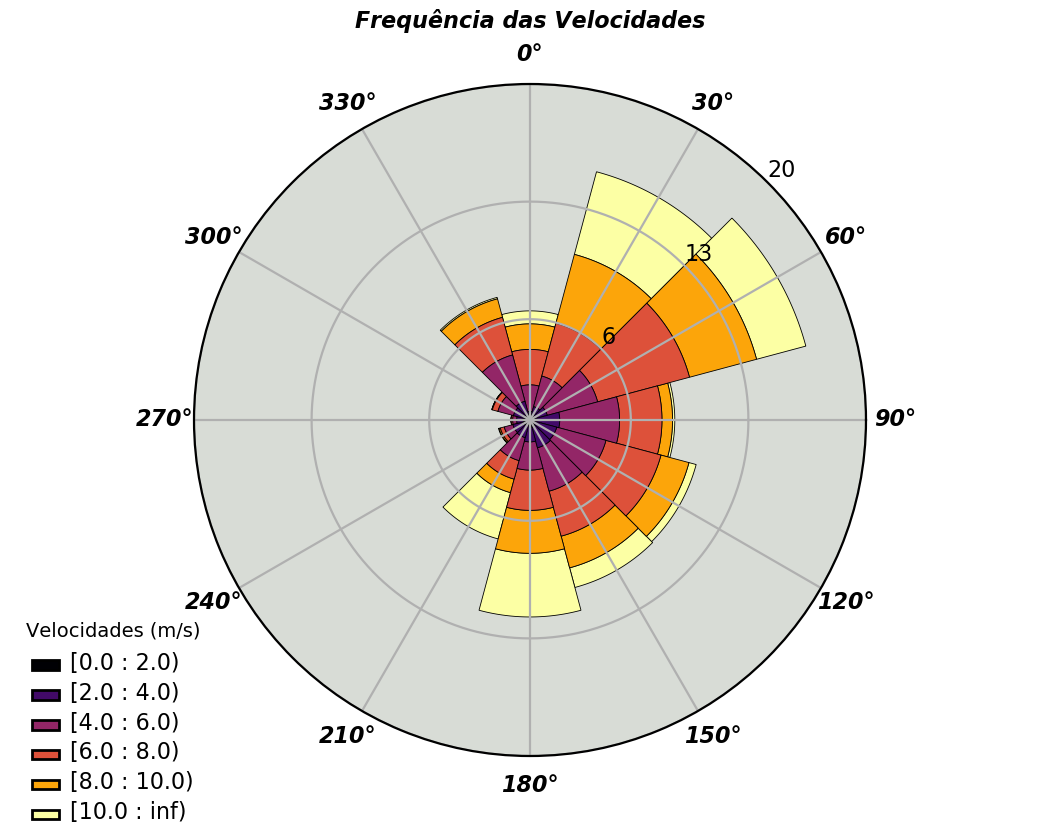 Frequência das Velocidades
0°
330°
30°
20
300°
60°
13
6
270°
90°
240°
120°
210°
150°
180°
Velocidades (m/s)
[0.0 : 2.0)
[2.0 : 4.0)
[4.0 : 6.0)
[6.0 : 8.0)
[8.0 : 10.0)
[10.0 : inf)